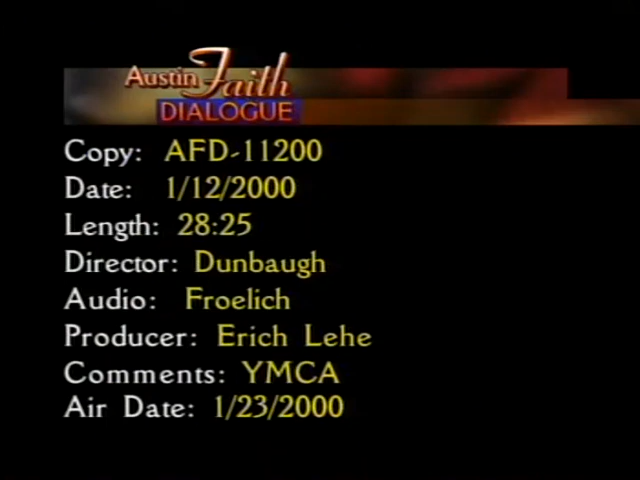 Austin Faith
DIALOGUE
Copy: AFD-11200
Date: 1/12/2000
Length: 28:25
Director: Dunbaugh
Audio: Froelich
Producer: Erich Lehe
Comments: YMCA
Air Date: 1/23/2000